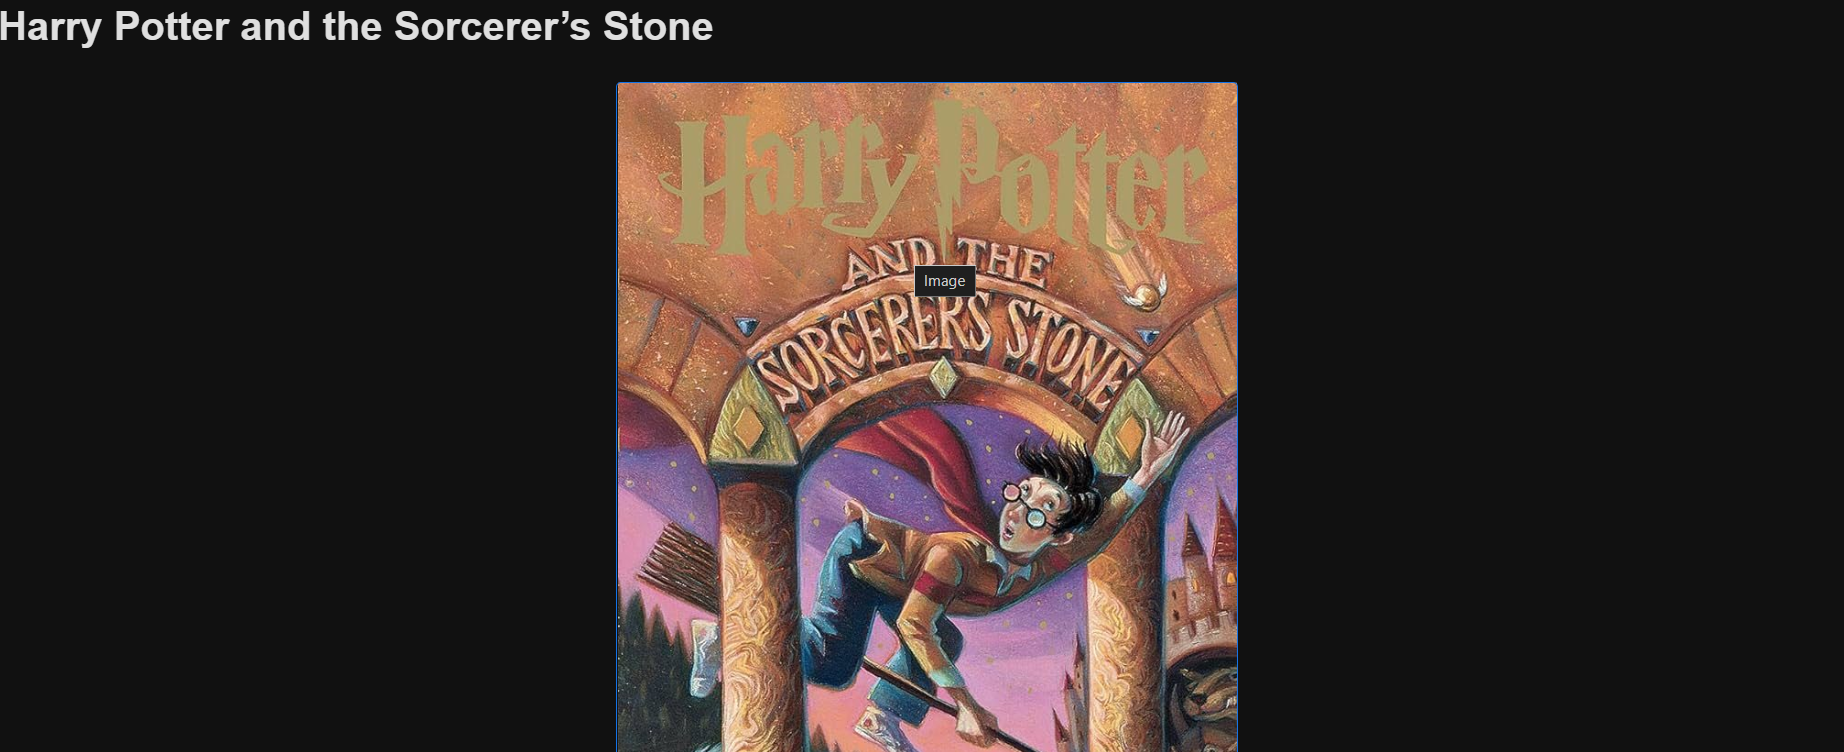 Harry Potter and the Sorcerer’s Stone
Harry Potter
AND THE
Image
SORCERERS STONE